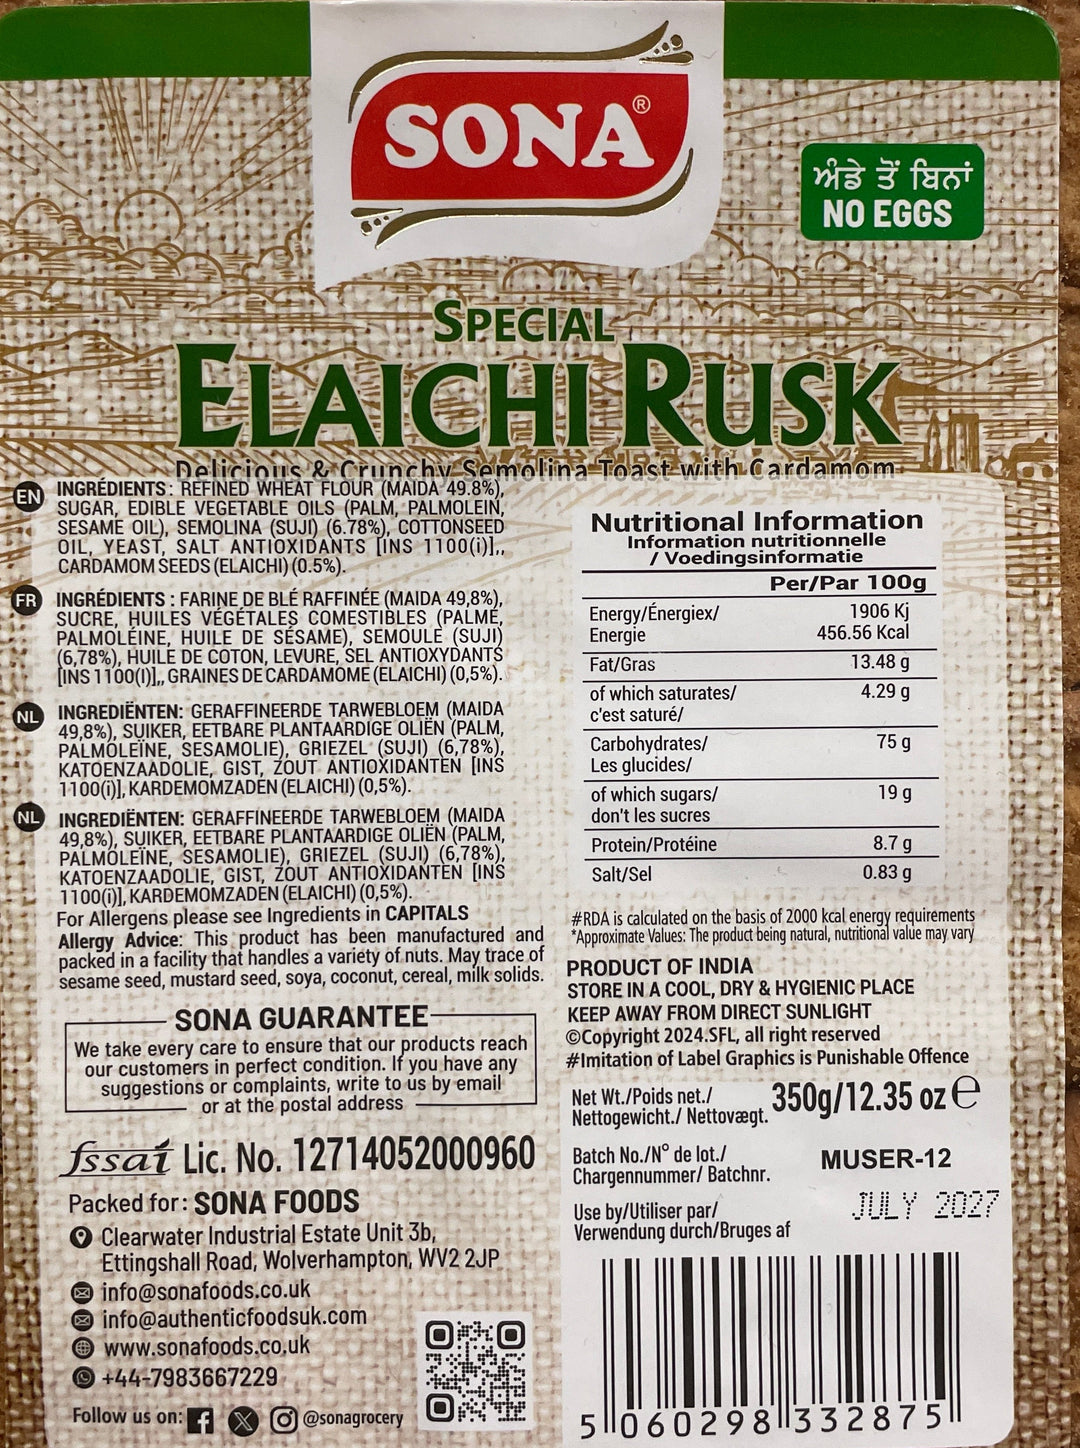 SONA®
ਅੰਡੇ ਤੋਂ ਬਿਨਾਂ
NO EGGS
SPECIAL
ELAICHI RUSK
Delicious & Crunchy Semolina Toast with Cardamom
EN INGRÉDIENTS : REFINED WHEAT FLOUR (MAIDA 49.8%),
SUGAR, EDIBLE VEGETABLE OILS (PALM, PALMOLEIN,
SESAME OIL), SEMOLINA (SUJI) (6.78%), COTTONSEED
OIL, YEAST, SALT ANTIOXIDANTS [INS 1100(i)],,
CARDAMOM SEEDS (ELAICHI) (0.5%).
FR INGRÉDIENTS : FARINE DE BLÉ RAFFINÉE (MAIDA 49,8%),
SUCRE, HUILES VÉGÉTALES COMESTIBLES (PALME,
PALMOLÉINE, HUILE DE SÉSAME), SEMOULE (SUJI)
(6,78%), HUILE DE COTON, LEVURE, SEL ANTIOXYDANTS
[INS 1100(I)],, GRAINES DE CARDAMOME (ELAICHI) (0,5%).
NL INGREDIËNTEN: GERAFFINEERDE TARWEBLOEM (MAIDA
49,8%), SUIKER, EETBARE PLANTAARDIGE OLIËN (PALM,
PALMOLEÏNE, SESAMOLIE), GRIEZEL (SUJI) (6,78%),
KATOENZAADOLIE, GIST, ZOUT ANTIOXIDANTEN [INS
1100(i)], KARDEMOMZADEN (ELAICHI) (0,5%).
NL INGREDIËNTEN: GERAFFINEERDE TARWEBLOEM (MAIDA
49,8%), SUIKER, EETBARE PLANTAARDIGE OLIËN (PALM,
PALMOLEÏNE, SESAMOLIE), GRIEZEL (SUJI) (6,78%),
KATOENZAADOLIE, GIST, ZOUT ANTIOXIDANTEN [INS
1100(i)], KARDEMOMZADEN (ELAICHI) (0,5%).
For Allergens please see Ingredients in CAPITALS
Allergy Advice: This product has been manufactured and
packed in a facility that handles a variety of nuts. May trace of
sesame seed, mustard seed, soya, coconut, cereal, milk solids.
SONA GUARANTEE
We take every care to ensure that our products reach
our customers in perfect condition. If you have any
suggestions or complaints, write to us by email
or at the postal address
fssai Lic. No. 12714052000960
Packed for: SONA FOODS
Clearwater Industrial Estate Unit 3b,
Ettingshall Road, Wolverhampton, WV2 2JP
info@sonafoods.co.uk
info@authenticfoodsuk.com
www.sonafoods.co.uk
+44-7983667229
Follow us on: @sonagrocery
Nutritional Information
Information nutritionnelle
/ Voedingsinformatie
Per/Par 100g
Energy/Énergiex/ 1906 Kj
Energie 456.56 Kcal
Fat/Gras 13.48 g
of which saturates/ 4.29 g
c'est saturé/
Carbohydrates/ 75 g
Les glucides/
of which sugars/ 19 g
don't les sucres
Protein/Protéine 8.7 g
Salt/Sel 0.83 g
#RDA is calculated on the basis of 2000 kcal energy requirements
*Approximate Values: The product being natural, nutritional value may vary
PRODUCT OF INDIA
STORE IN A COOL, DRY & HYGIENIC PLACE
KEEP AWAY FROM DIRECT SUNLIGHT
©Copyright 2024.SFL, all right reserved
#Imitation of Label Graphics is Punishable Offence
Net Wt./Poids net./ 350g/12.35 oz ℮
Nettogewicht./ Nettovægt.
Batch No./N° de lot./ MUSER-12
Chargennummer/ Batchnr.
Use by/Utiliser par/ JULY 2027
Verwendung durch/Bruges af
5 060298 332875